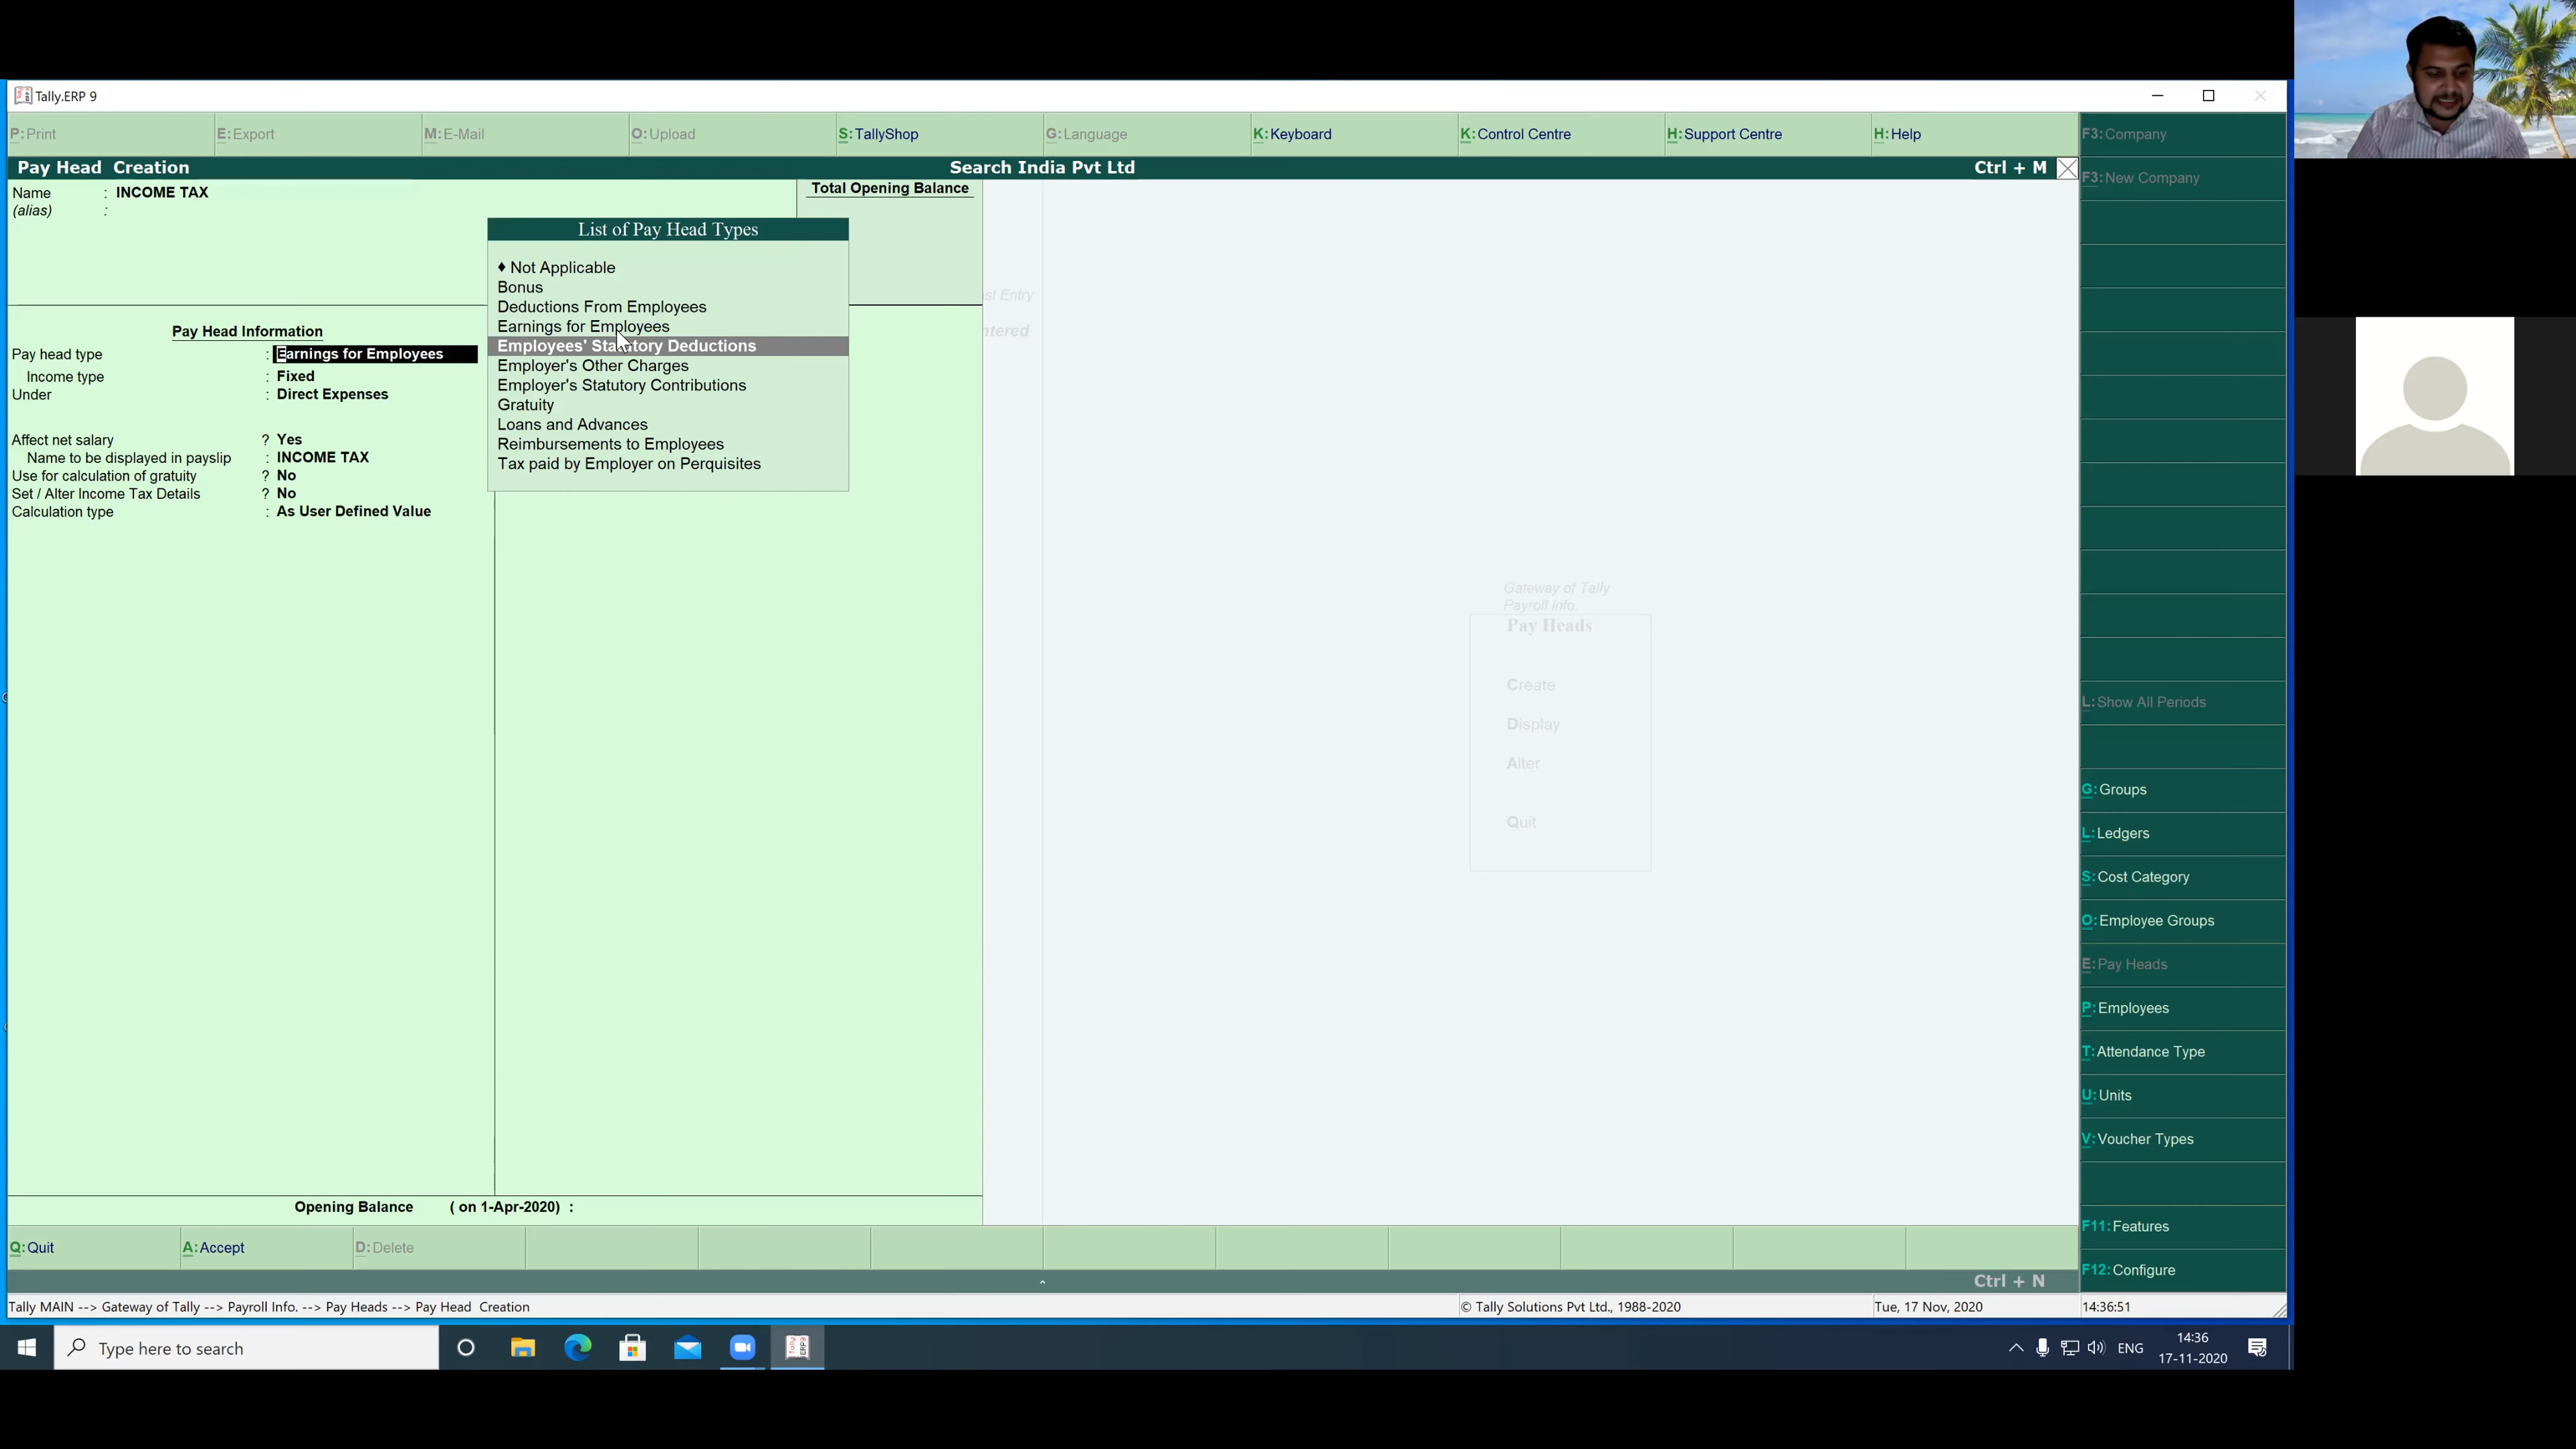 Tally.ERP 9
P: Print E: Export M: E-Mail O: Upload S: TallyShop G: Language K: Keyboard K: Control Centre H: Support Centre H: Help
Pay Head Creation Search India Pvt Ltd Ctrl + M
Name : INCOME TAX
(alias) :
Total Opening Balance
List of Pay Head Types
♦ Not Applicable
Bonus
Deductions From Employees
Earnings for Employees
Employees' Statutory Deductions
Employer's Other Charges
Employer's Statutory Contributions
Gratuity
Loans and Advances
Reimbursements to Employees
Tax paid by Employer on Perquisites
Pay Head Information
Pay head type : Earnings for Employees
Income type : Fixed
Under : Direct Expenses
Affect net salary ? Yes
Name to be displayed in payslip : INCOME TAX
Use for calculation of gratuity ? No
Set / Alter Income Tax Details ? No
Calculation type : As User Defined Value
Entry
Gateway of Tally
Payroll Info.
Pay Heads
Create
Display
Alter
Quit
Opening Balance ( on 1-Apr-2020) :
F3: Company
F3: New Company
L: Show All Periods
G: Groups
L: Ledgers
S: Cost Category
O: Employee Groups
E: Pay Heads
P: Employees
T: Attendance Type
U: Units
V: Voucher Types
F11: Features
F12: Configure
Q: Quit A: Accept D: Delete
Ctrl + N
Tally MAIN --> Gateway of Tally --> Payroll Info. --> Pay Heads --> Pay Head Creation © Tally Solutions Pvt Ltd., 1988-2020 Tue, 17 Nov, 2020 14:36:51
Type here to search
ENG
14:36
17-11-2020